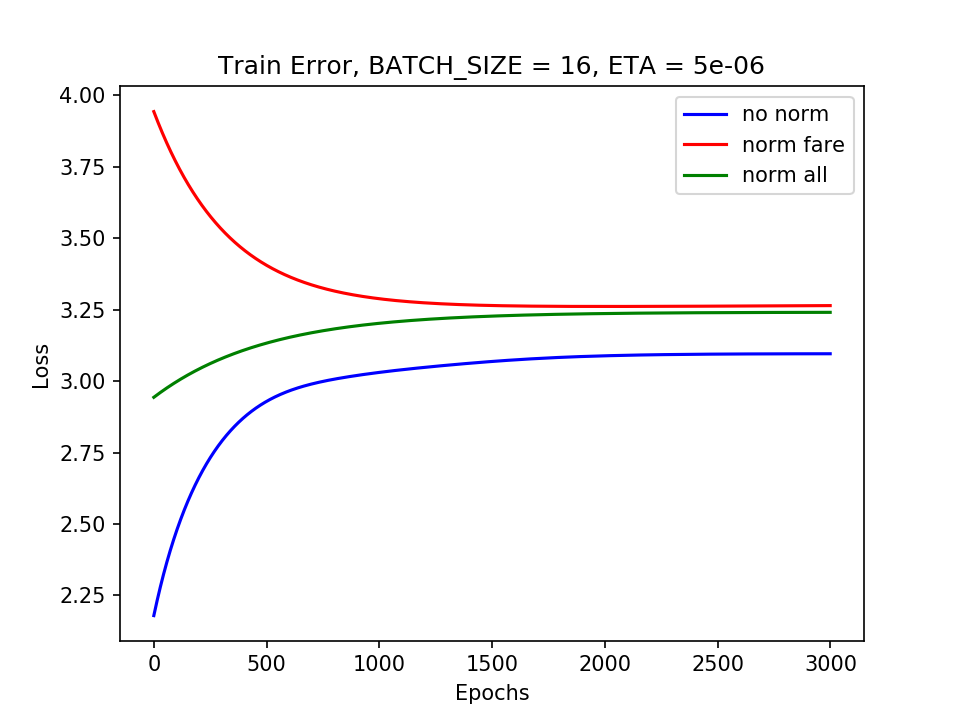 Train Error, BATCH_SIZE = 16, ETA = 5e-06
4.00
3.75
3.50
3.25
3.00
2.75
2.50
2.25
Loss
no norm
norm fare
norm all
0 500 1000 1500 2000 2500 3000
Epochs